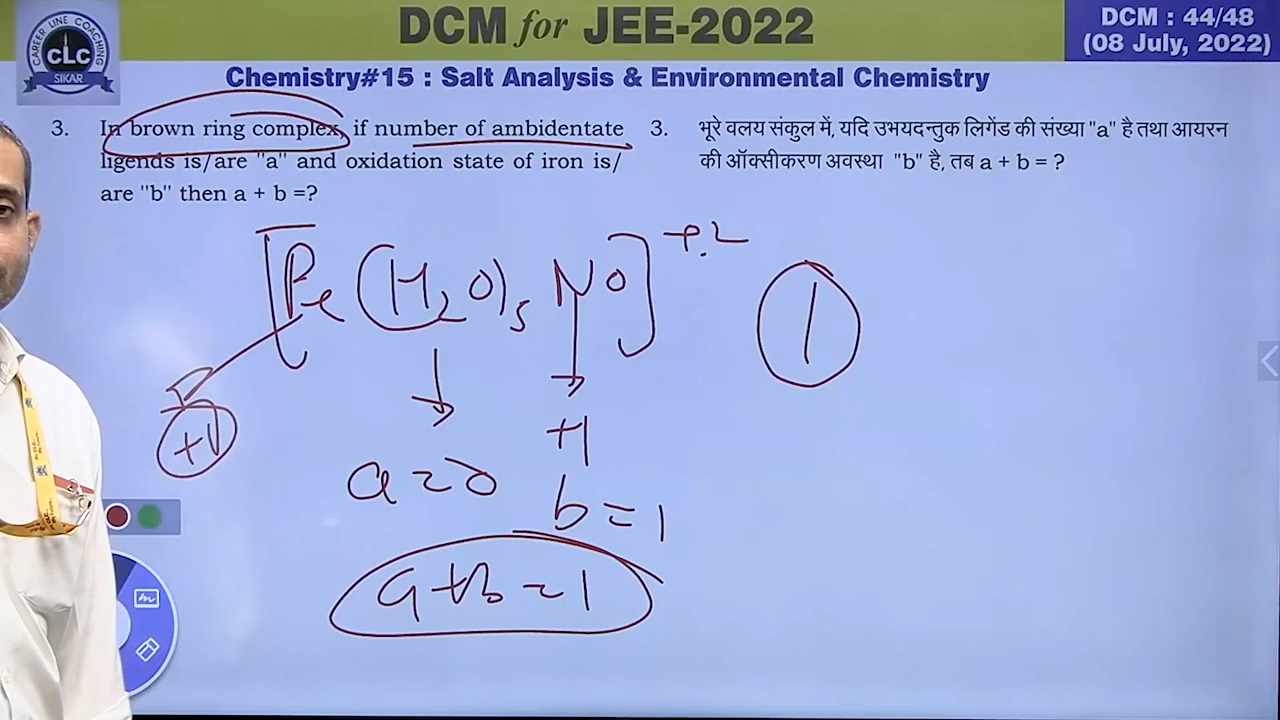 CAREER LINE COACHING
CLC
SIKAR
DCM for JEE-2022
DCM : 44/48
(08 July, 2022)
Chemistry#15 : Salt Analysis & Environmental Chemistry
3. In brown ring complex, if number of ambidentate
ligends is/are "a" and oxidation state of iron is/
are "b" then a + b =?
3. भूरे वलय संकुल में, यदि उभयदन्तुक लिगेंड की संख्या "a" है तथा आयरन
की ऑक्सीकरण अवस्था "b" है, तब a + b = ?
[Fe(H2O)5 NO]+2
1
+1
+1
a=0
b=1
a+b=1